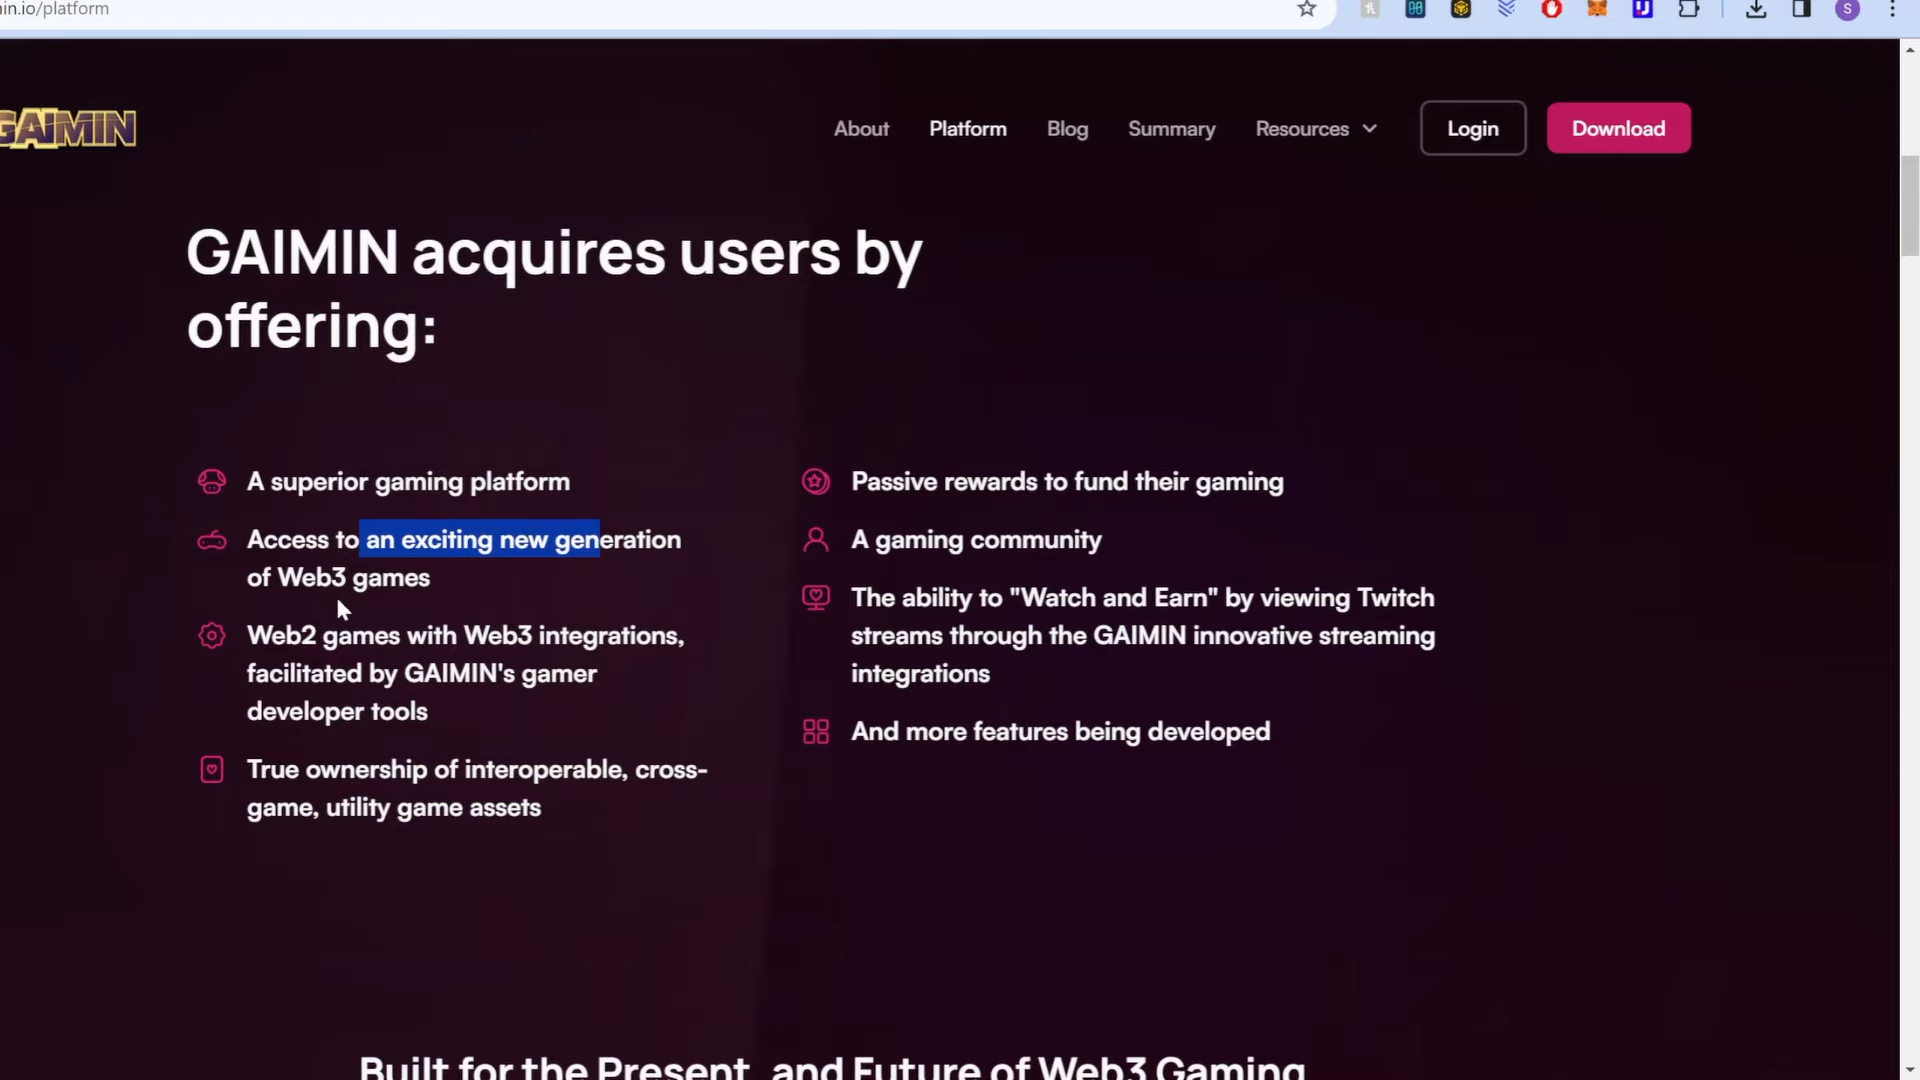 in.io/platform
S
GAIMIN
About
Platform
Blog
Summary
Resources
Login
Download
GAIMIN acquires users by
offering:
A superior gaming platform
Access to an exciting new generation
of Web3 games
Web2 games with Web3 integrations,
facilitated by GAIMIN's gamer
developer tools
True ownership of interoperable, cross-
game, utility game assets
Passive rewards to fund their gaming
A gaming community
The ability to "Watch and Earn" by viewing Twitch
streams through the GAIMIN innovative streaming
integrations
And more features being developed
Built for the Present, and Future of Web3 Gaming